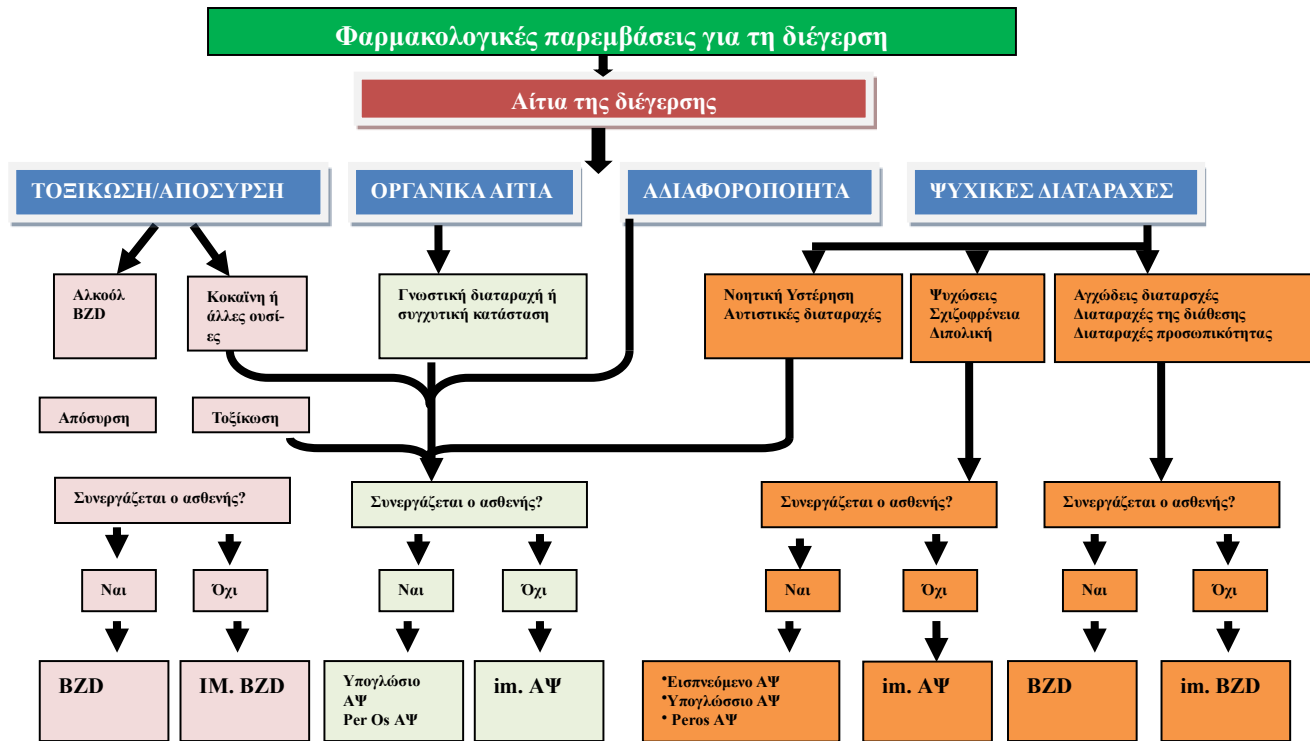 Φαρμακολογικές παρεμβάσεις για τη διέγερση
Αίτια της διέγερσης
ΤΟΞΙΚΩΣΗ/ΑΠΟΣΥΡΣΗ
ΟΡΓΑΝΙΚΑ ΑΙΤΙΑ
ΑΔΙΑΦΟΡΟΠΟΙΗΤΑ
ΨΥΧΙΚΕΣ ΔΙΑΤΑΡΑΧΕΣ
Αλκοόλ
BZD
Κοκαΐνη ή
άλλες ουσί-
ες
Γνωστική διαταραχή ή
συγχυτική κατάσταση
Νοητική Υστέρηση
Αυτιστικές διαταραχές
Ψυχώσεις
Σχιζοφρένεια
Διπολική
Αγχώδεις διαταρσχές
Διαταραχές της διάθεσης
Διαταραχές προσωπικότητας
Απόσυρση
Τοξίκωση
Συνεργάζεται ο ασθενής?
Συνεργάζεται ο ασθενής?
Συνεργάζεται ο ασθενής?
Συνεργάζεται ο ασθενής?
Ναι
Όχι
Ναι
Όχι
Ναι
Όχι
Ναι
Όχι
BZD
IM. BZD
Υπογλώσιο
ΑΨ
Per Os ΑΨ
im. ΑΨ
•Εισπνεόμενο ΑΨ
•Υπογλώσσιο ΑΨ
• Peros ΑΨ
im. ΑΨ
BZD
im. BZD